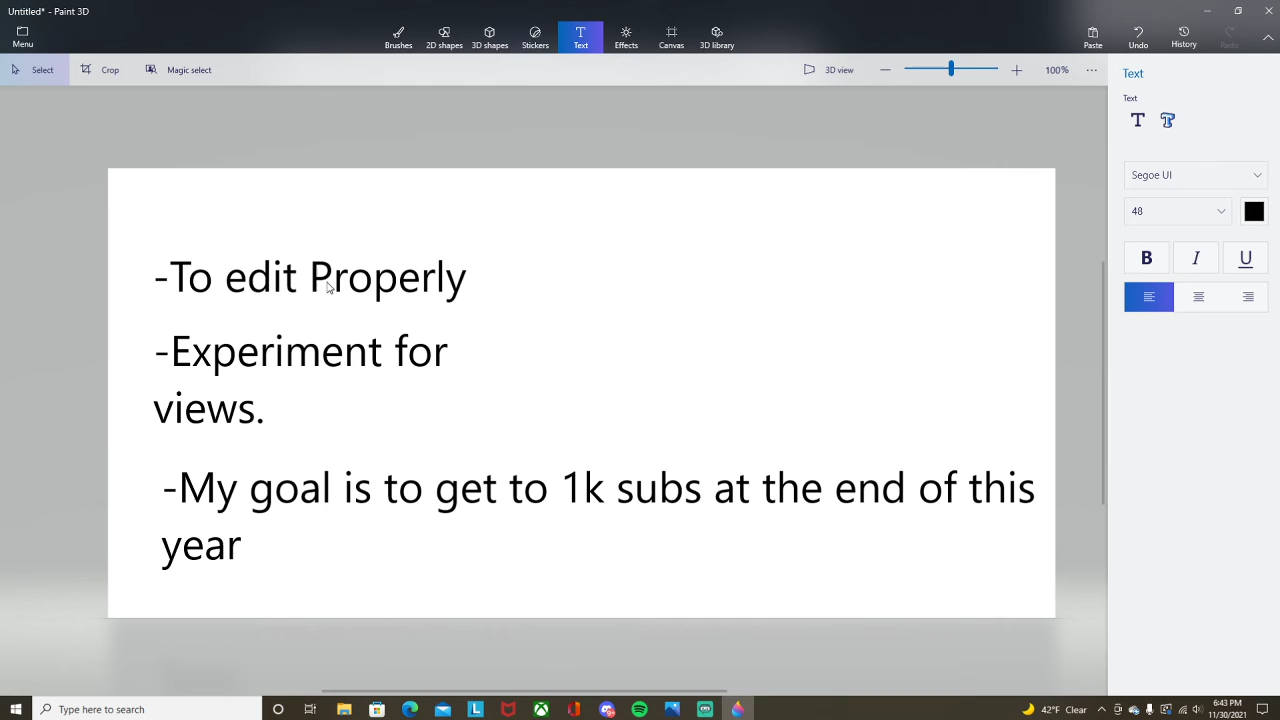 Untitled* - Paint 3D
Menu
Brushes
2D shapes
3D shapes
Stickers
Text
Effects
Canvas
3D library
Paste
Undo
History
Redo
Select
Crop
Magic select
3D view
100%
Text
Text
Segoe UI
48
B
I
U
-To edit Properly
-Experiment for
views.
-My goal is to get to 1k subs at the end of this
year
Type here to search
42°F Clear
6:43 PM
11/30/2021